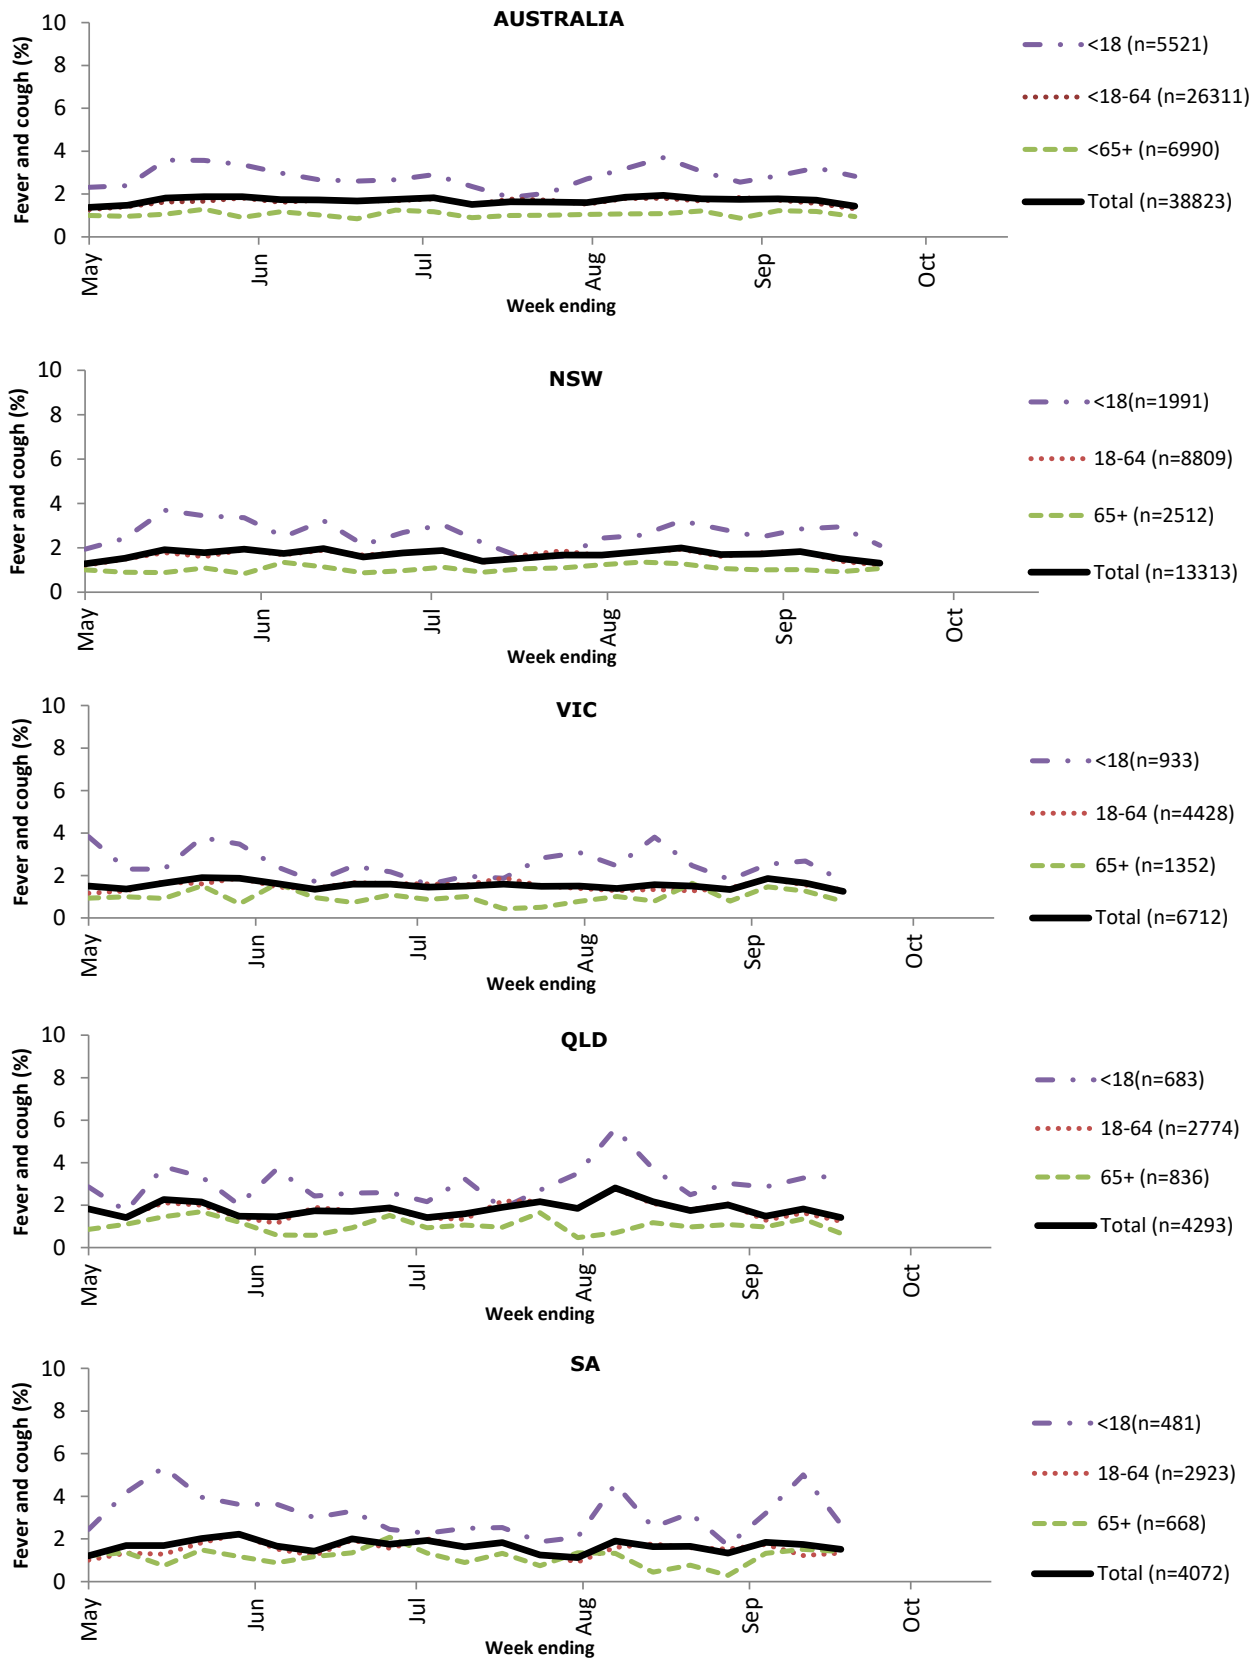 AUSTRALIA
Fever and cough (%)
10
8
6
4
2
0
May
Jun
Jul
Aug
Sep
Oct
Week ending
<18 (n=5521)
<18-64 (n=26311)
<65+ (n=6990)
Total (n=38823)
NSW
Fever and cough (%)
10
8
6
4
2
0
May
Jun
Jul
Aug
Sep
Oct
Week ending
<18(n=1991)
18-64 (n=8809)
65+ (n=2512)
Total (n=13313)
VIC
Fever and cough (%)
10
8
6
4
2
0
May
Jun
Jul
Aug
Sep
Oct
Week ending
<18(n=933)
18-64 (n=4428)
65+ (n=1352)
Total (n=6712)
QLD
Fever and cough (%)
10
8
6
4
2
0
May
Jun
Jul
Aug
Sep
Oct
Week ending
<18(n=683)
18-64 (n=2774)
65+ (n=836)
Total (n=4293)
SA
Fever and cough (%)
10
8
6
4
2
0
May
Jun
Jul
Aug
Sep
Oct
Week ending
<18(n=481)
18-64 (n=2923)
65+ (n=668)
Total (n=4072)